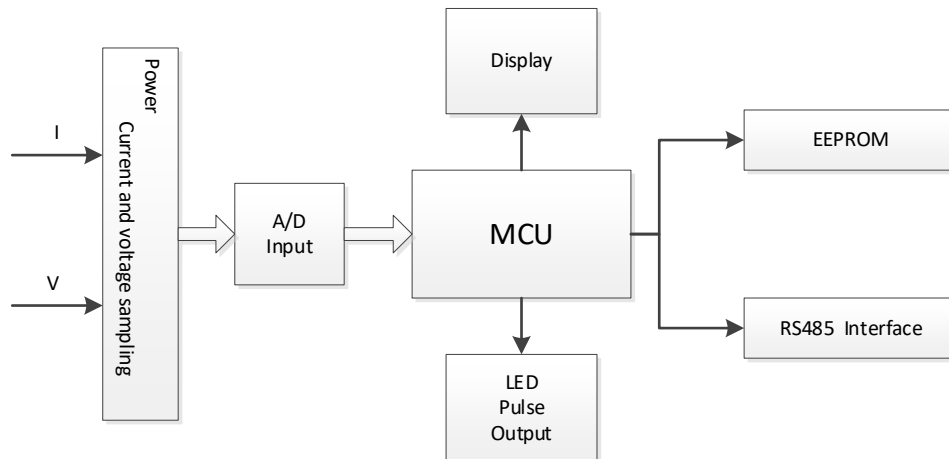 I
V
Power
Current and voltage sampling
A/D
Input
MCU
Display
LED
Pulse
Output
EEPROM
RS485 Interface